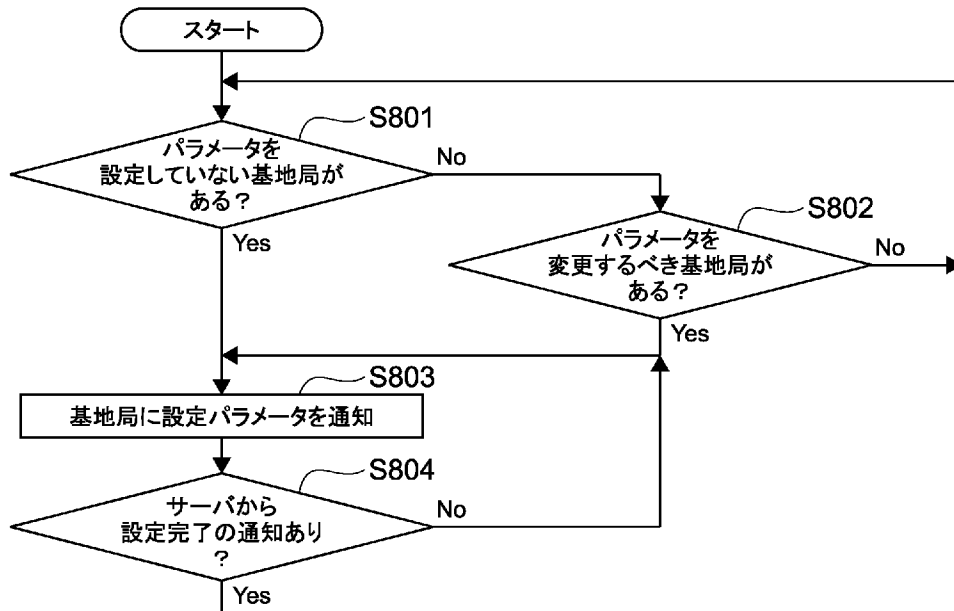 スタート
S801
パラメータを
設定していない基地局が
ある？
No
Yes
S802
パラメータを
変更するべき基地局が
ある？
No
Yes
S803
基地局に設定パラメータを通知
S804
サーバから
設定完了の通知あり
？
No
Yes